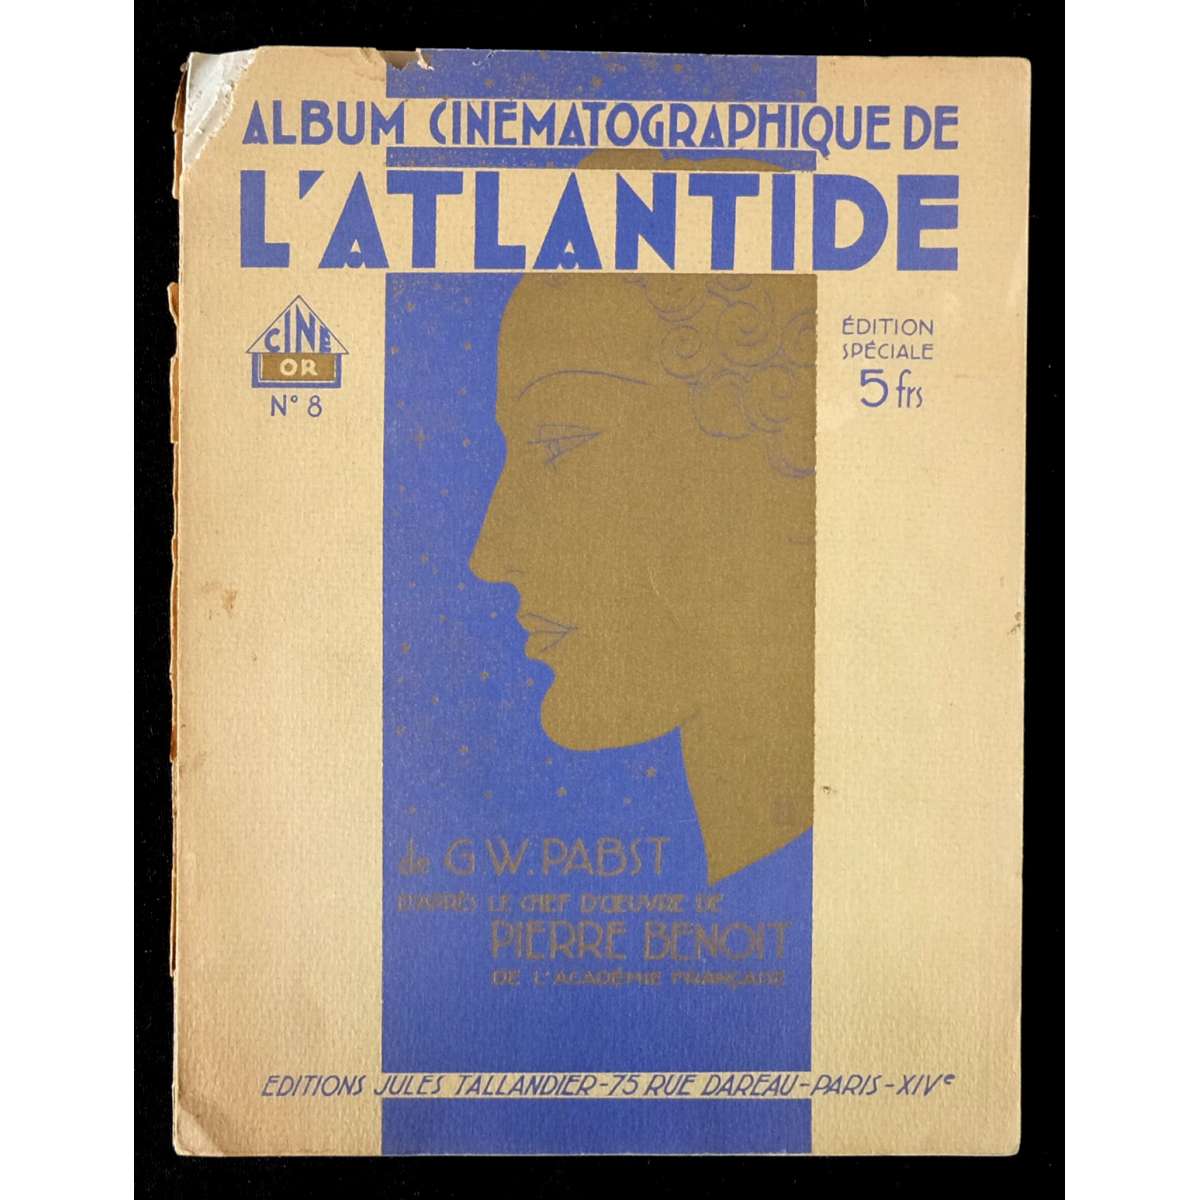 ALBUM CINÉMATOGRAPHIQUE DE
L'ATLANTIDE
CINE
OR
N° 8
ÉDITION
SPÉCIALE
5 frs
de G.W. PABST
D'APRÈS LE CHEF D'ŒUVRE DE
PIERRE BENOIT
DE L'ACADÉMIE FRANÇAISE
EDITIONS JULES TALLANDIER-75 RUE DAREAU-PARIS-XIVe